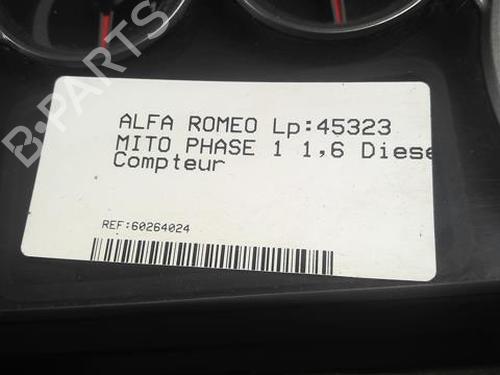 B-PARTS
ALFA ROMEO Lp:45323
MITO PHASE 1 1,6 Diese
Compteur
REF:60264024